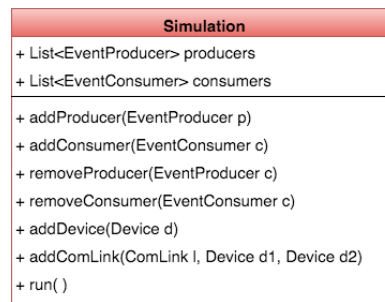 Simulation
+ List<EventProducer> producers
+ List<EventConsumer> consumers
+ addProducer(EventProducer p)
+ addConsumer(EventConsumer c)
+ removeProducer(EventProducer c)
+ removeConsumer(EventConsumer c)
+ addDevice(Device d)
+ addComLink(ComLink l, Device d1, Device d2)
+ run( )